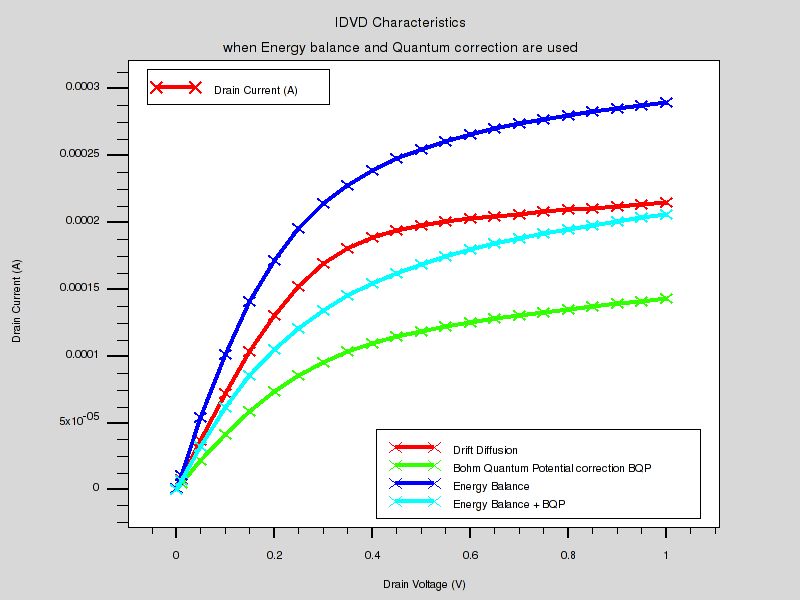 IDVD Characteristics
when Energy balance and Quantum correction are used
Drain Current (A)
0.0003
0.00025
0.0002
0.00015
0.0001
5x10-05
0
Drain Current (A)
Drift Diffusion
Bohm Quantum Potential correction BQP
Energy Balance
Energy Balance + BQP
0 0.2 0.4 0.6 0.8 1
Drain Voltage (V)